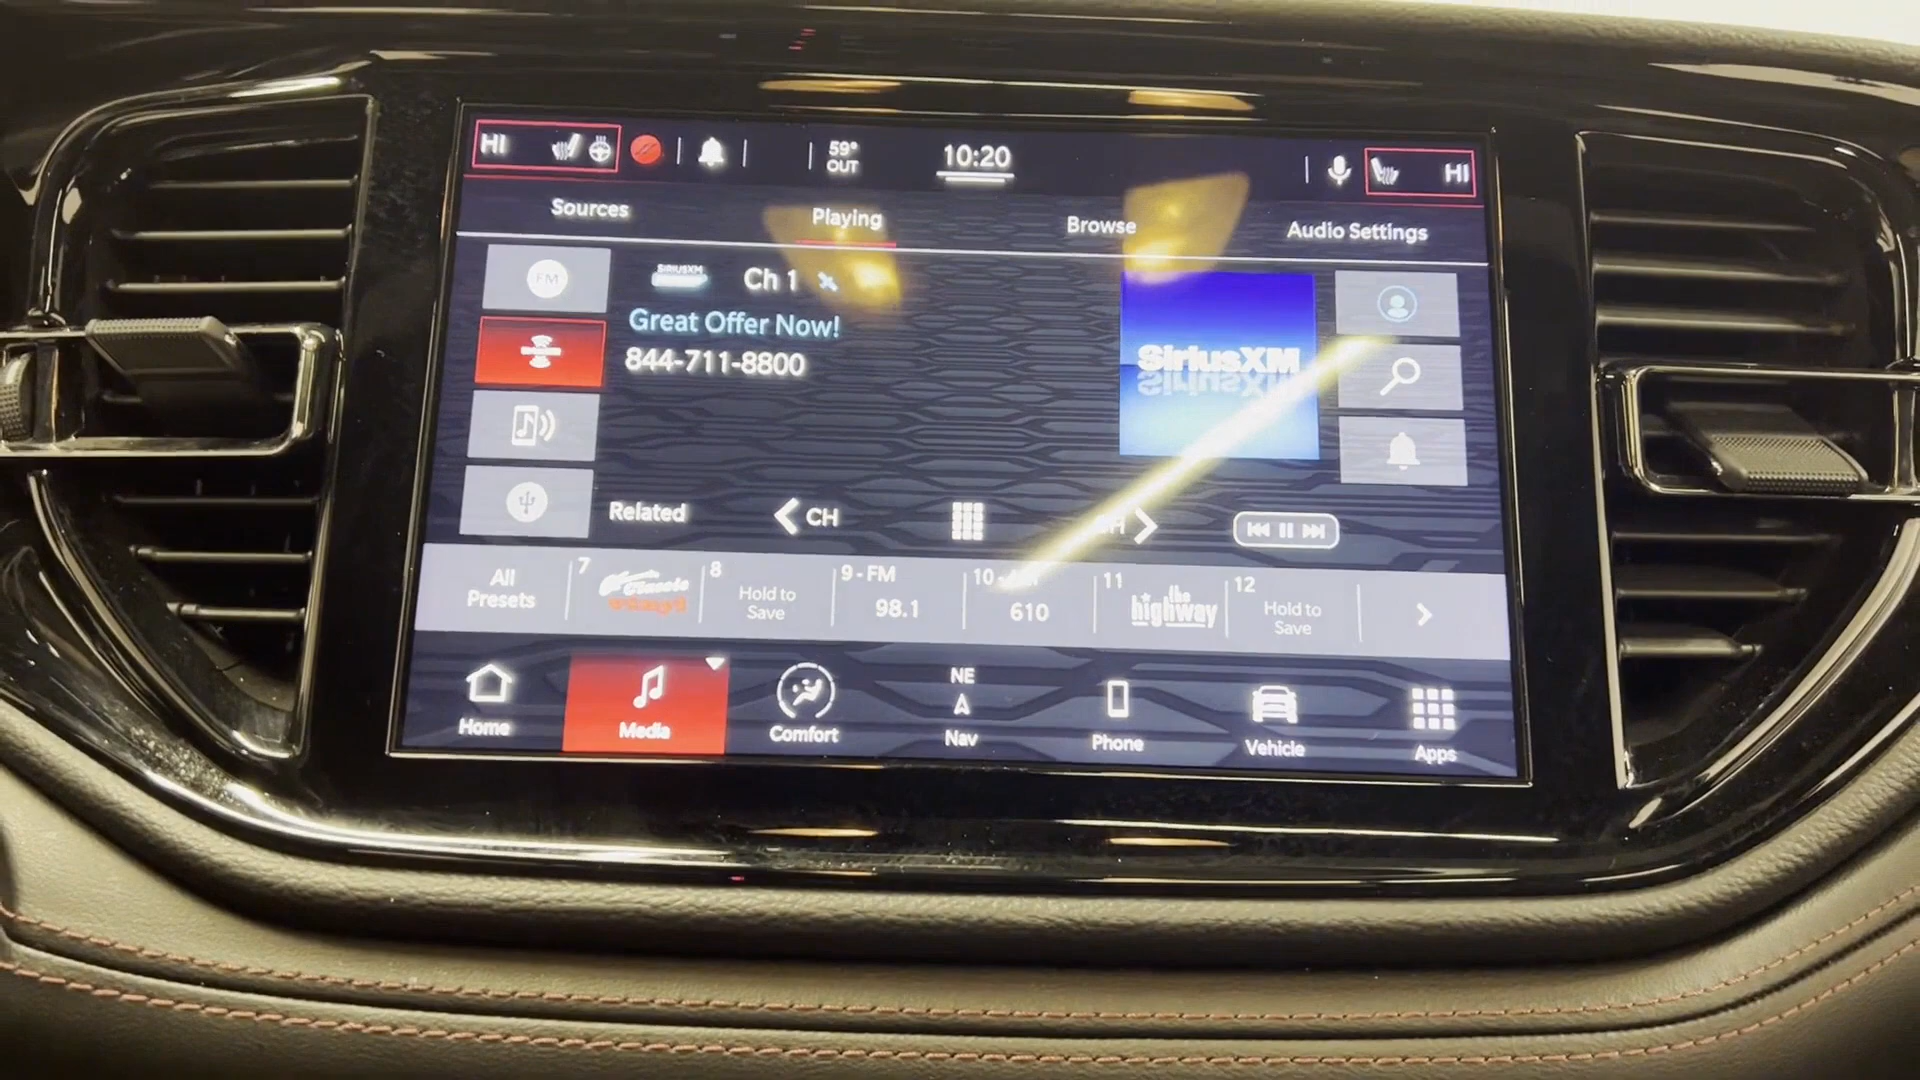 HI
59°
OUT
10:20
HI
Sources
Playing
Browse
Audio Settings
FM
SIRIUSXM
Ch 1
Great Offer Now!
844-711-8800
SiriusXM
Related
CH
All
Presets
7
8
Hold to
Save
9-FM
98.1
10
610
11
the
highway
12
Hold to
Save
Home
Media
Comfort
NE
Nav
Phone
Vehicle
Apps